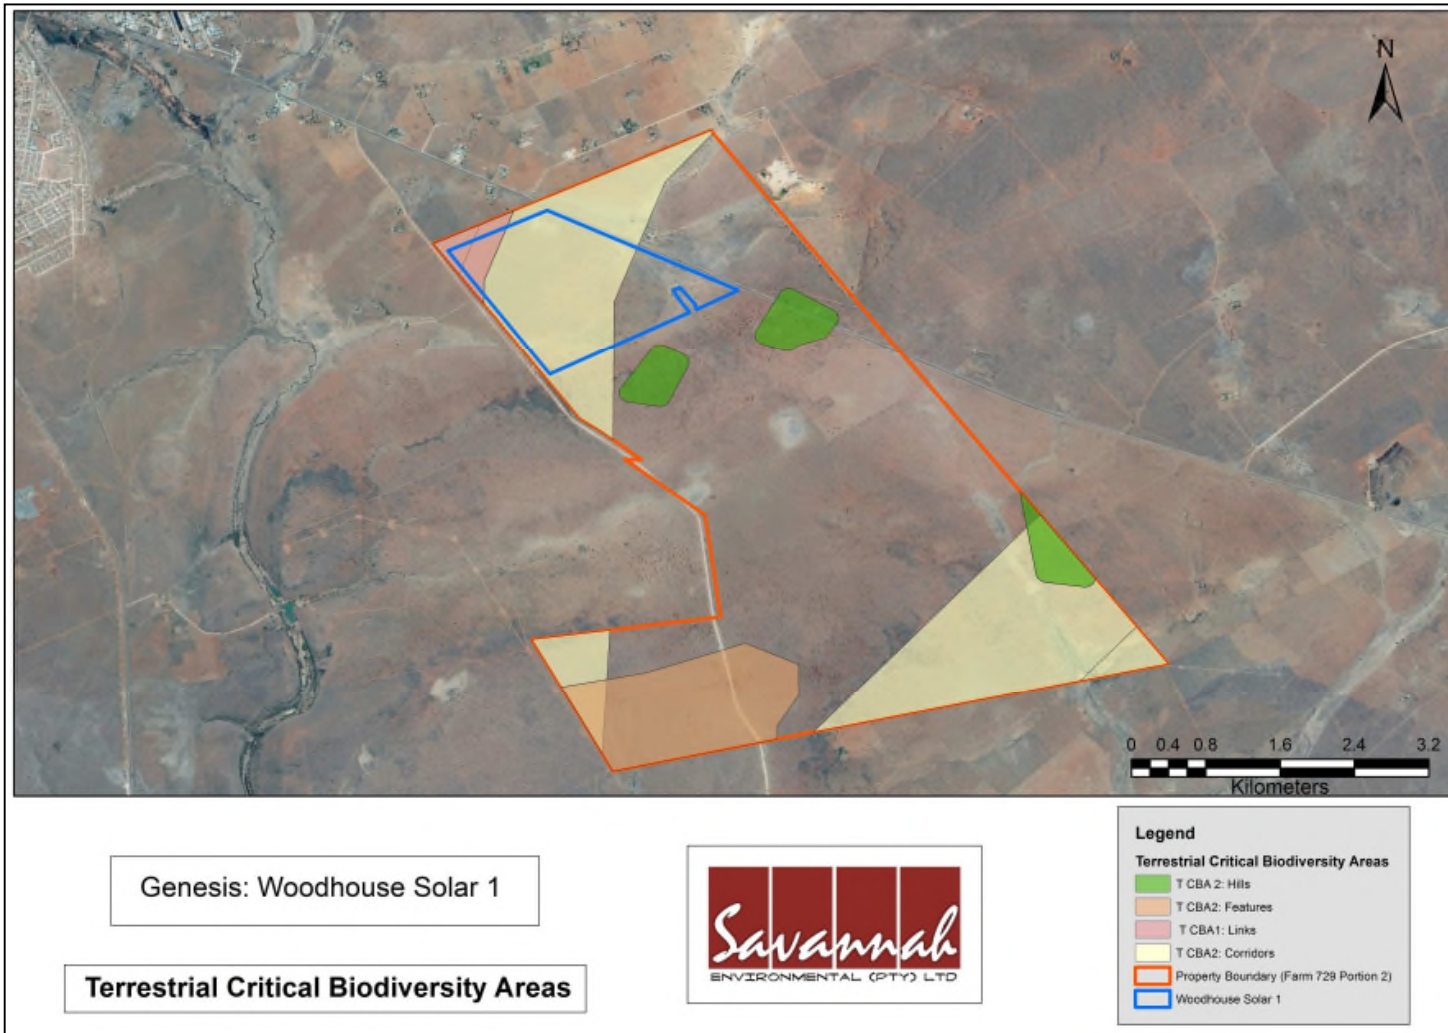 N
0 0.4 0.8 1.6 2.4 3.2
Kilometers
Genesis: Woodhouse Solar 1
Terrestrial Critical Biodiversity Areas
Savannah
ENVIRONMENTAL (PTY) LTD
Legend
Terrestrial Critical Biodiversity Areas
T CBA 2: Hills
T CBA2: Features
T CBA1: Links
T CBA2: Corridors
Property Boundary (Farm 729 Portion 2)
Woodhouse Solar 1